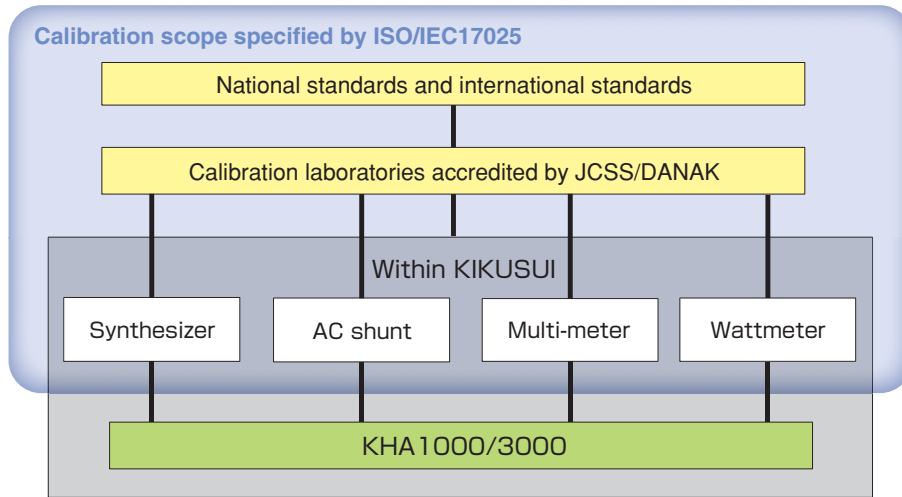 Calibration scope specified by ISO/IEC17025
National standards and international standards
Calibration laboratories accredited by JCSS/DANAK
Within KIKUSUI
Synthesizer
AC shunt
Multi-meter
Wattmeter
KHA1000/3000